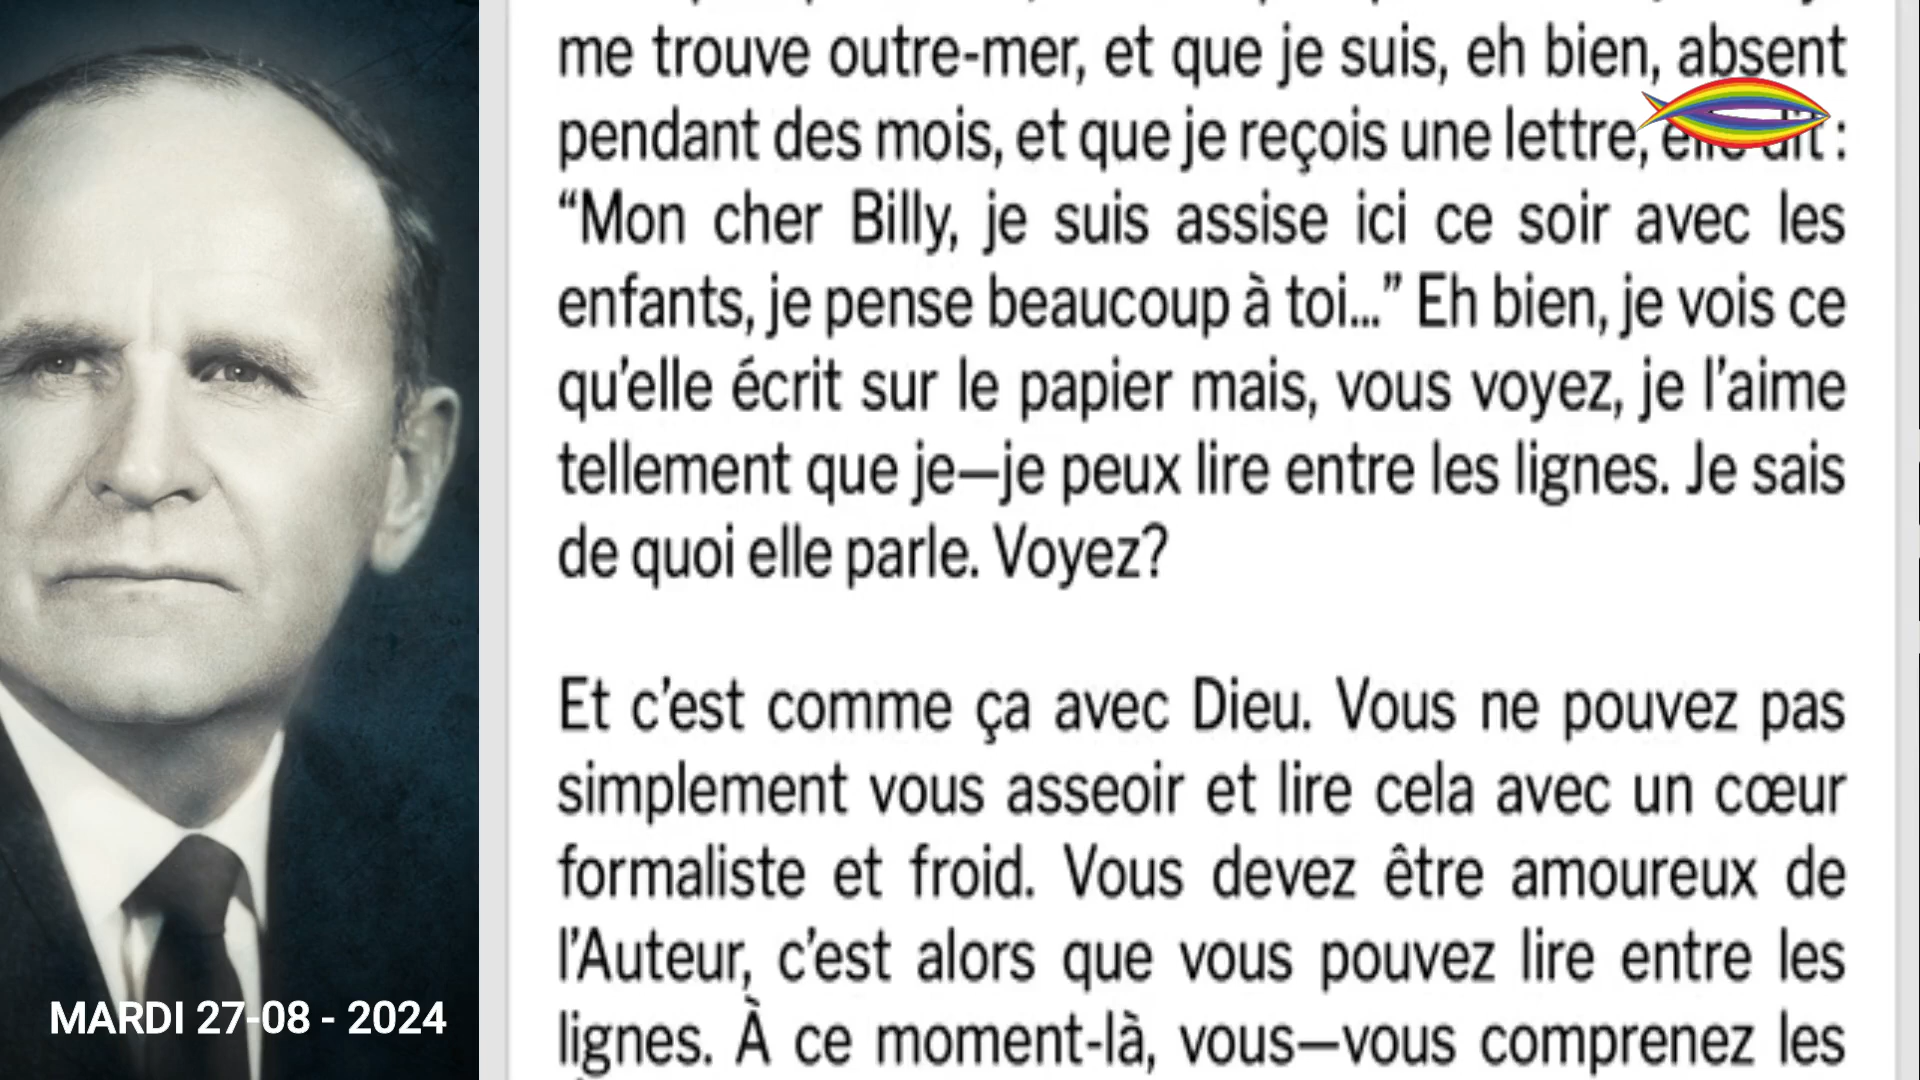 me trouve outre-mer, et que je suis, eh bien, absent
pendant des mois, et que je reçois une lettre, elle dit :
“Mon cher Billy, je suis assise ici ce soir avec les
enfants, je pense beaucoup à toi...” Eh bien, je vois ce
qu’elle écrit sur le papier mais, vous voyez, je l’aime
tellement que je—je peux lire entre les lignes. Je sais
de quoi elle parle. Voyez?
Et c’est comme ça avec Dieu. Vous ne pouvez pas
simplement vous asseoir et lire cela avec un cœur
formaliste et froid. Vous devez être amoureux de
l’Auteur, c’est alors que vous pouvez lire entre les
lignes. À ce moment-là, vous—vous comprenez les
MARDI 27-08 - 2024